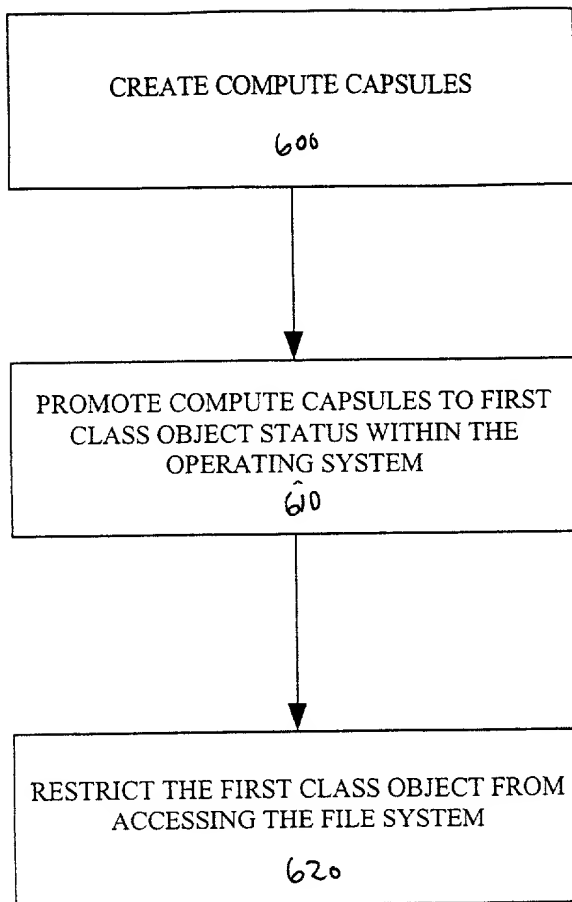 CREATE COMPUTE CAPSULES
600
PROMOTE COMPUTE CAPSULES TO FIRST
CLASS OBJECT STATUS WITHIN THE
OPERATING SYSTEM
610
RESTRICT THE FIRST CLASS OBJECT FROM
ACCESSING THE FILE SYSTEM
620